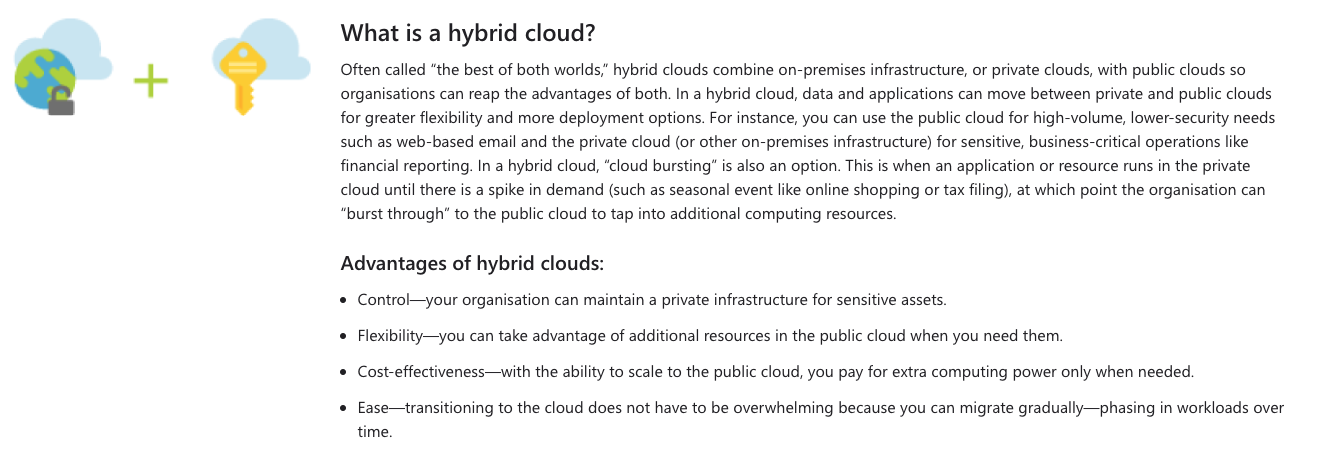 What is a hybrid cloud?
Often called “the best of both worlds,” hybrid clouds combine on-premises infrastructure, or private clouds, with public clouds so
organisations can reap the advantages of both. In a hybrid cloud, data and applications can move between private and public clouds
for greater flexibility and more deployment options. For instance, you can use the public cloud for high-volume, lower-security needs
such as web-based email and the private cloud (or other on-premises infrastructure) for sensitive, business-critical operations like
financial reporting. In a hybrid cloud, “cloud bursting” is also an option. This is when an application or resource runs in the private
cloud until there is a spike in demand (such as seasonal event like online shopping or tax filing), at which point the organisation can
“burst through” to the public cloud to tap into additional computing resources.
Advantages of hybrid clouds:
• Control—your organisation can maintain a private infrastructure for sensitive assets.
• Flexibility—you can take advantage of additional resources in the public cloud when you need them.
• Cost-effectiveness—with the ability to scale to the public cloud, you pay for extra computing power only when needed.
• Ease—transitioning to the cloud does not have to be overwhelming because you can migrate gradually—phasing in workloads over
time.